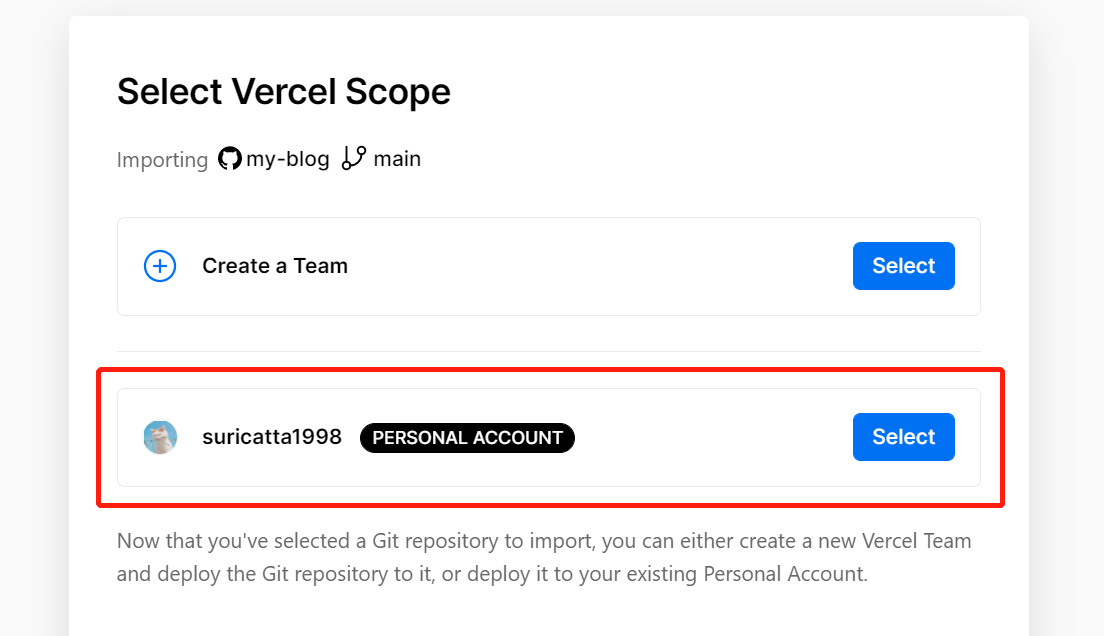 Select Vercel Scope
Importing my-blog main
Create a Team Select
suricatta1998 PERSONAL ACCOUNT Select
Now that you've selected a Git repository to import, you can either create a new Vercel Team
and deploy the Git repository to it, or deploy it to your existing Personal Account.